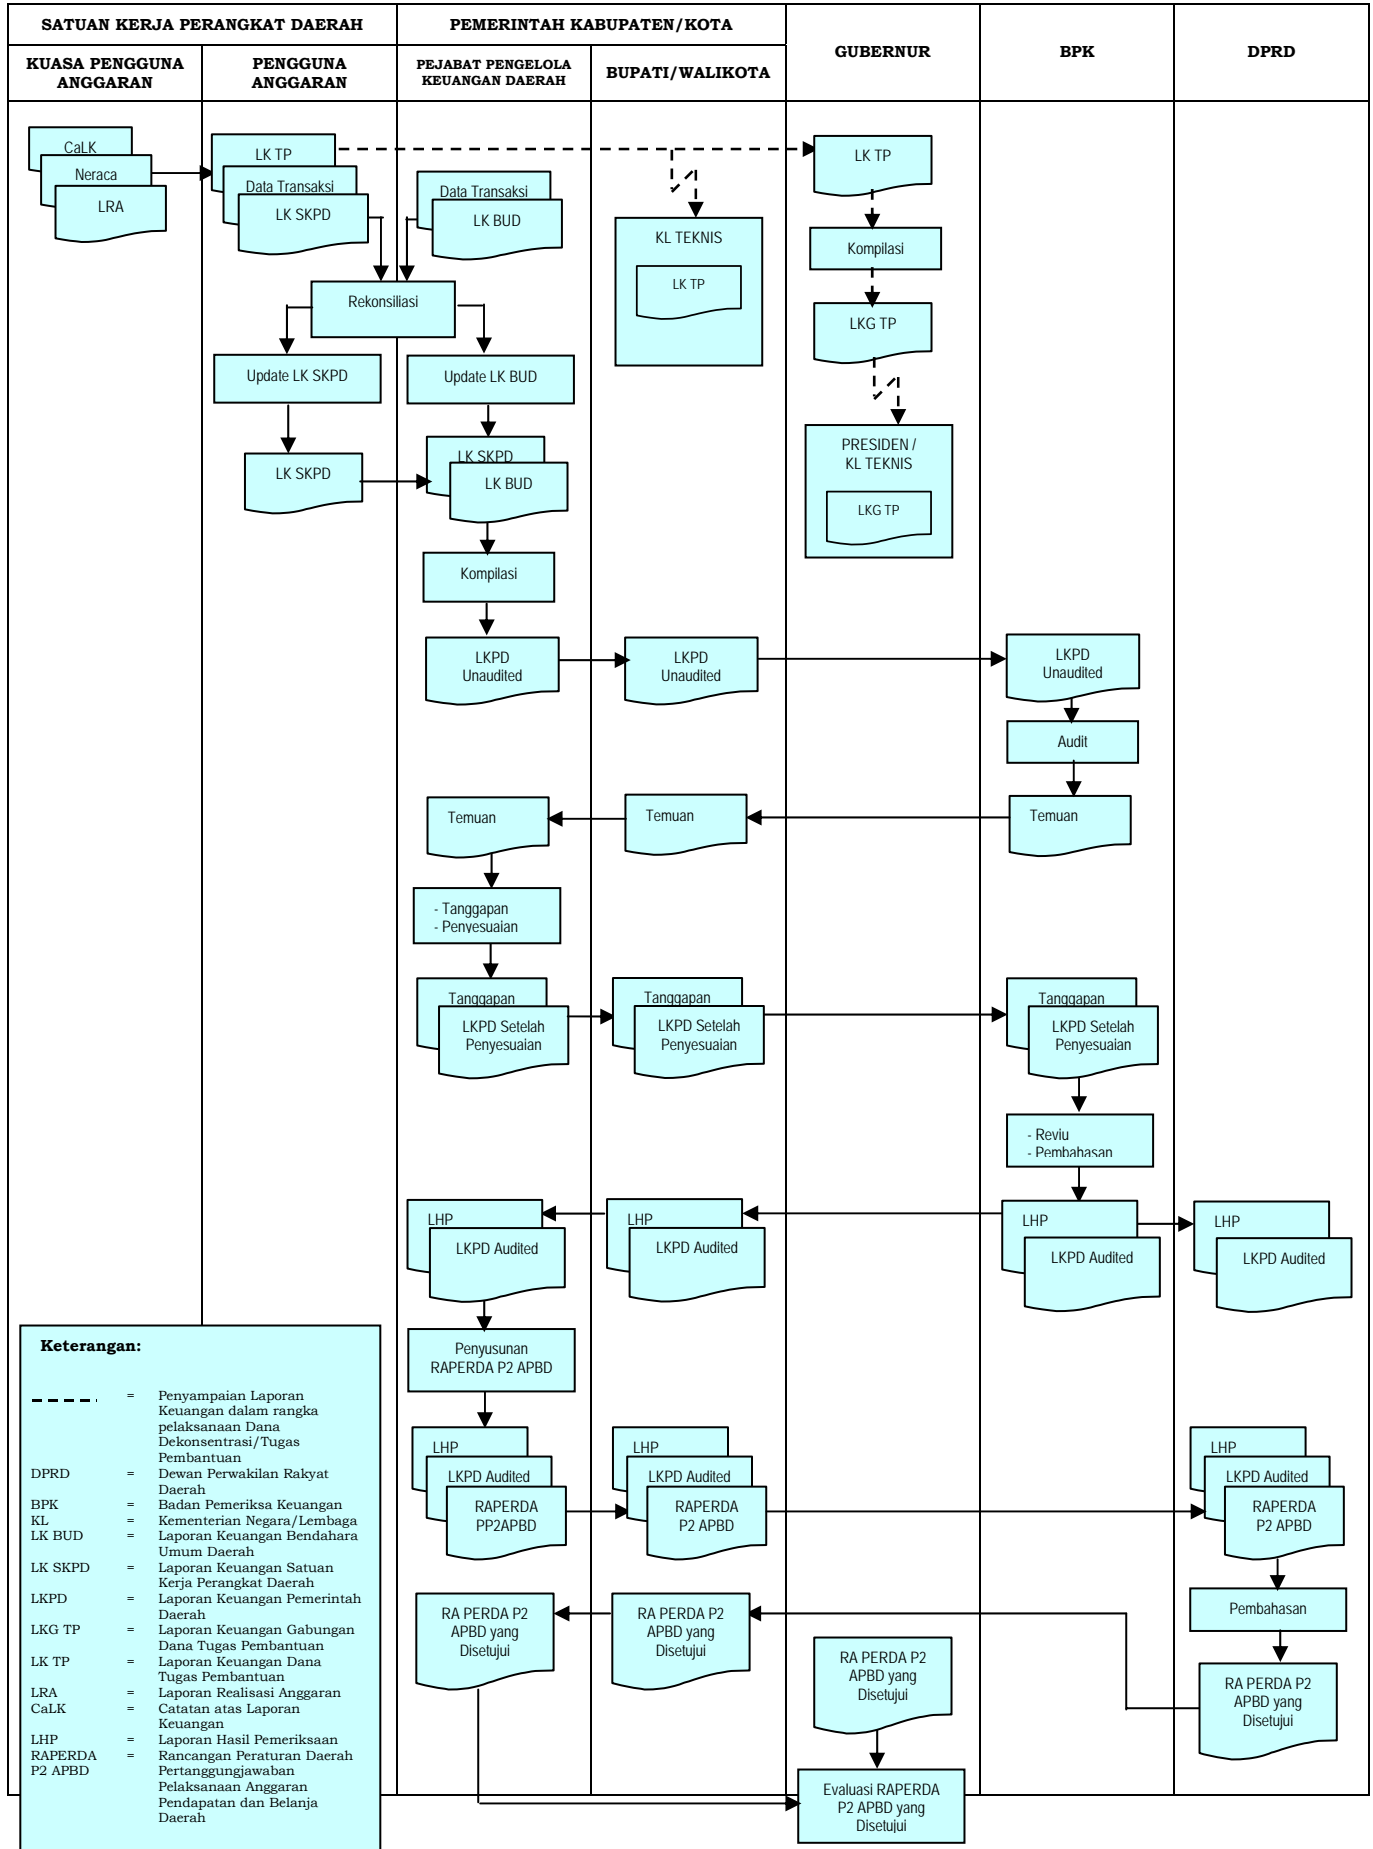 SATUAN KERJA PERANGKAT DAERAH
PEMERINTAH KABUPATEN/KOTA
GUBERNUR
BPK
DPRD
KUASA PENGGUNA
ANGGARAN
PENGGUNA
ANGGARAN
PEJABAT PENGELOLA
KEUANGAN DAERAH
BUPATI/WALIKOTA
CaLK
Neraca
LRA
LK TP
Data Transaksi
LK SKPD
Data Transaksi
LK BUD
KL TEKNIS
LK TP
LK TP
Kompilasi
LKG TP
Rekonsiliasi
Update LK SKPD
Update LK BUD
PRESIDEN /
KL TEKNIS
LKG TP
LK SKPD
LK SKPD
LK BUD
Kompilasi
LKPD
Unaudited
LKPD
Unaudited
LKPD
Unaudited
Audit
Temuan
Temuan
Temuan
- Tanggapan
- Penyesuaian
Tanggapan
LKPD Setelah
Penyesuaian
Tanggapan
LKPD Setelah
Penyesuaian
Tanggapan
LKPD Setelah
Penyesuaian
- Reviu
- Pembahasan
LHP
LKPD Audited
LHP
LKPD Audited
LHP
LKPD Audited
LHP
LKPD Audited
Penyusunan
RAPERDA P2 APBD
LHP
LKPD Audited
RAPERDA
PP2APBD
LHP
LKPD Audited
RAPERDA
P2 APBD
LHP
LKPD Audited
RAPERDA
P2 APBD
Pembahasan
RA PERDA P2
APBD yang
Disetujui
RA PERDA P2
APBD yang
Disetujui
RA PERDA P2
APBD yang
Disetujui
RA PERDA P2
APBD yang
Disetujui
Evaluasi RAPERDA
P2 APBD yang
Disetujui
Keterangan:
= Penyampaian Laporan
Keuangan dalam rangka
pelaksanaan Dana
Dekonsentrasi/Tugas
Pembantuan
DPRD = Dewan Perwakilan Rakyat
Daerah
BPK = Badan Pemeriksa Keuangan
KL = Kementerian Negara/Lembaga
LK BUD = Laporan Keuangan Bendahara
Umum Daerah
LK SKPD = Laporan Keuangan Satuan
Kerja Perangkat Daerah
LKPD = Laporan Keuangan Pemerintah
Daerah
LKG TP = Laporan Keuangan Gabungan
Dana Tugas Pembantuan
LK TP = Laporan Keuangan Dana
Tugas Pembantuan
LRA = Laporan Realisasi Anggaran
CaLK = Catatan atas Laporan
Keuangan
LHP = Laporan Hasil Pemeriksaan
RAPERDA = Rancangan Peraturan Daerah
P2 APBD Pertanggungjawaban
Pelaksanaan Anggaran
Pendapatan dan Belanja
Daerah